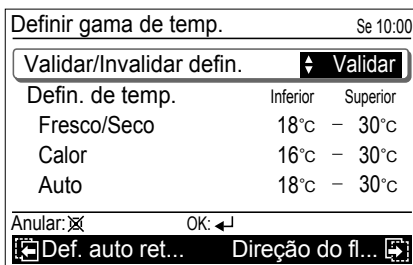 Definir gama de temp. Se 10:00
Validar/Invalidar defin. Validar
Defin. de temp. Inferior Superior
Fresco/Seco 18°C – 30°C
Calor 16°C – 30°C
Auto 18°C – 30°C
Anular: OK:
Def. auto ret... Direção do fl...